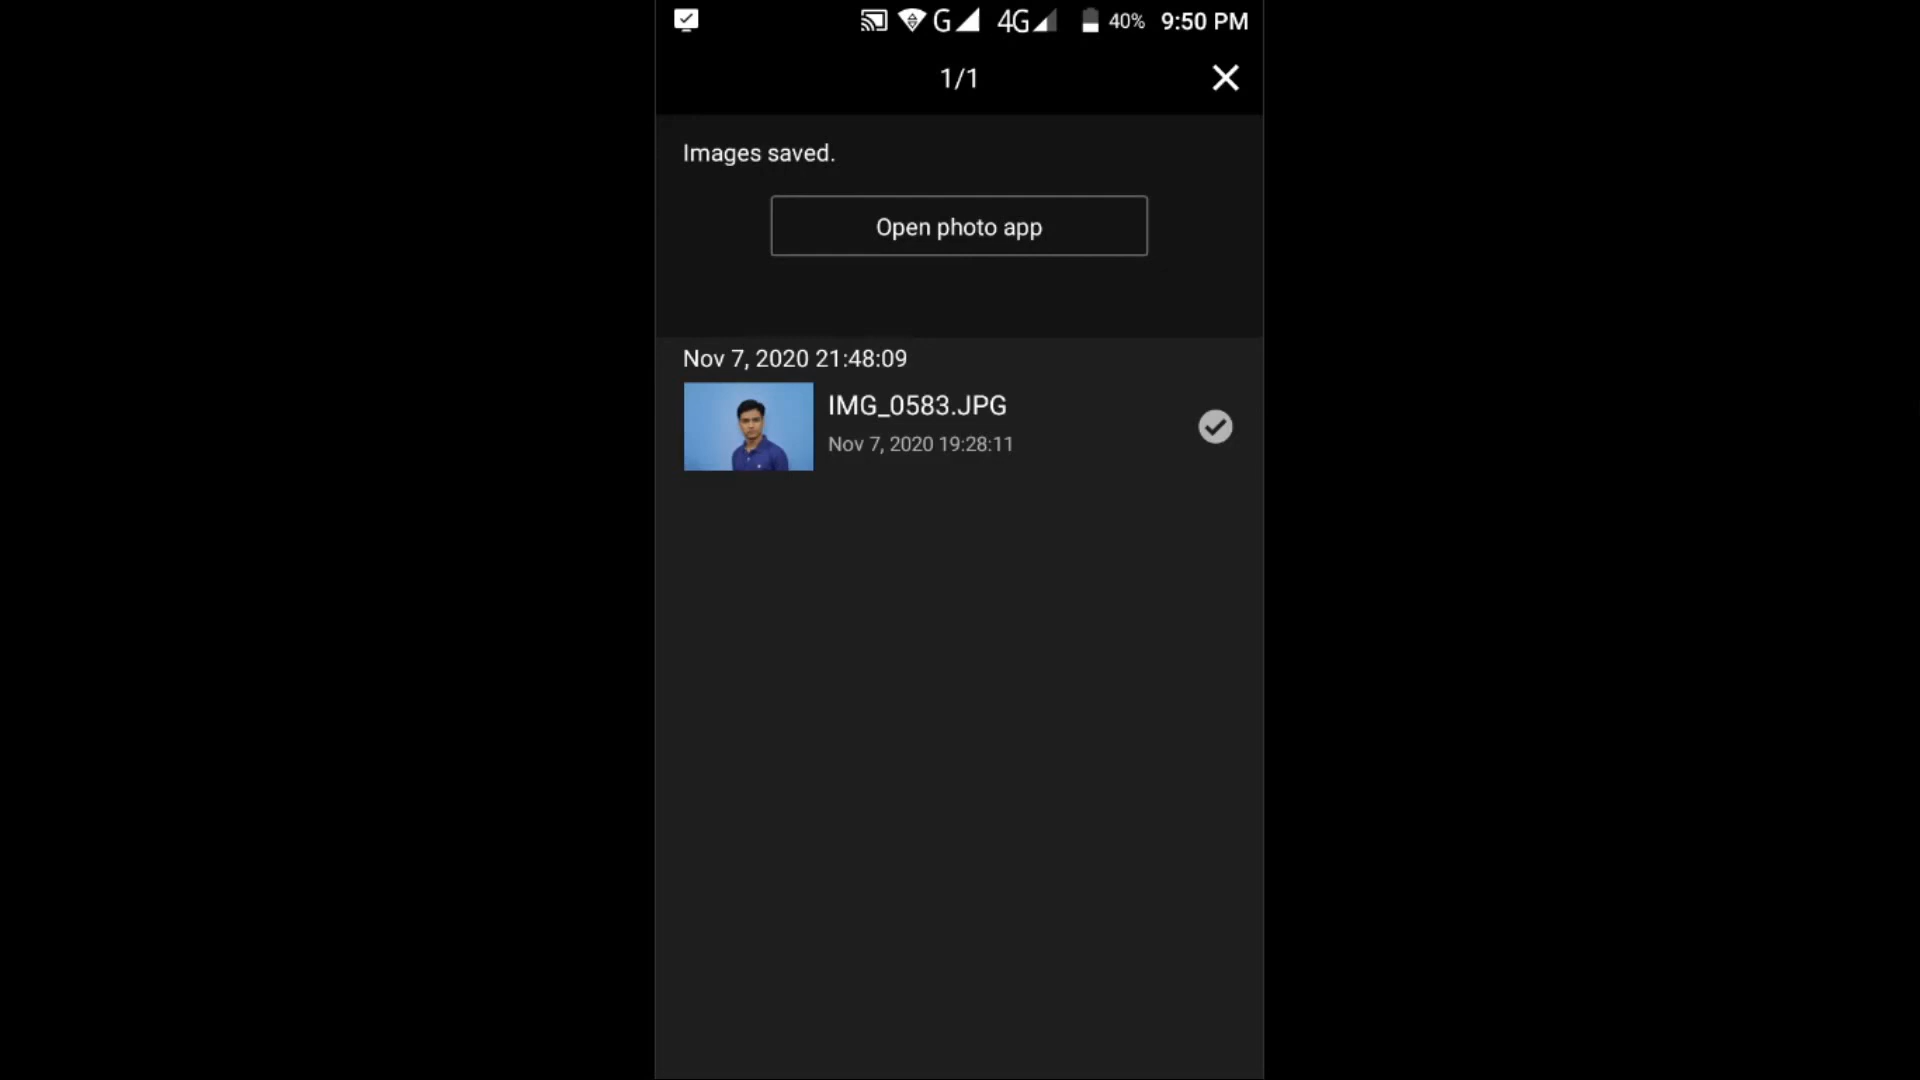 G 4G 40% 9:50 PM
1/1
Images saved.
Open photo app
Nov 7, 2020 21:48:09
IMG_0583.JPG
Nov 7, 2020 19:28:11